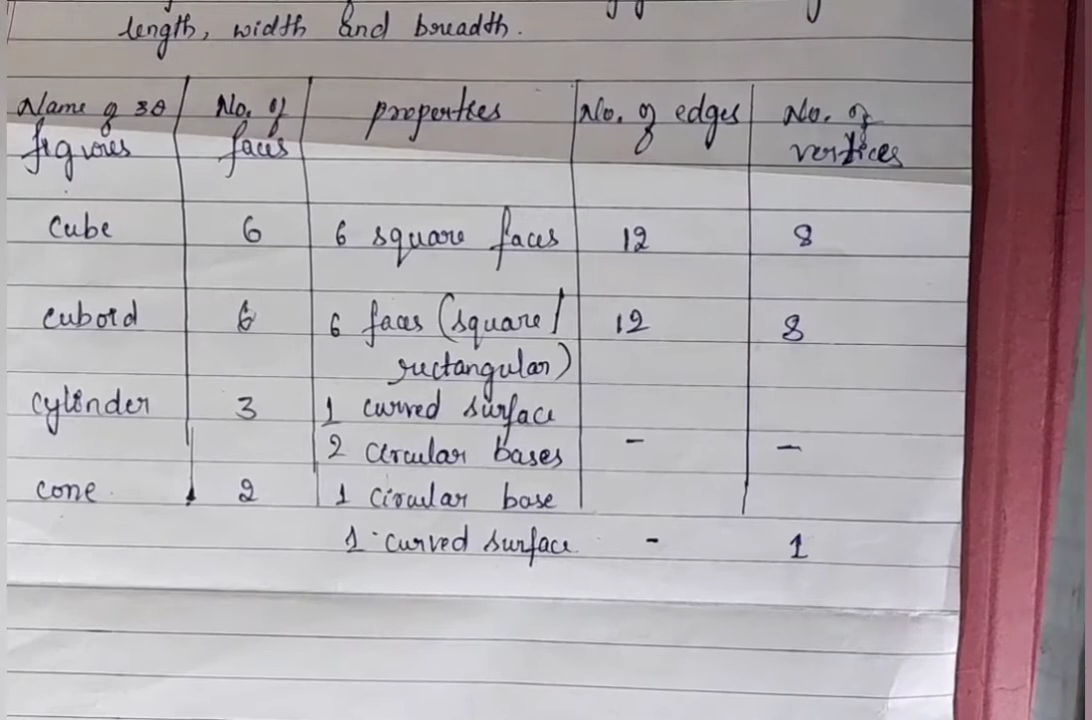 length, width and breadth.
Name of 3D figures No. of faces properties No. of edges No. of vertices
cube 6 6 square faces 12 8
cuboid 6 6 faces (square/ 12 8
rectangular)
cylinder 3 1 curved surface
2 circular bases - -
cone 2 1 circular base
1 curved surface - 1